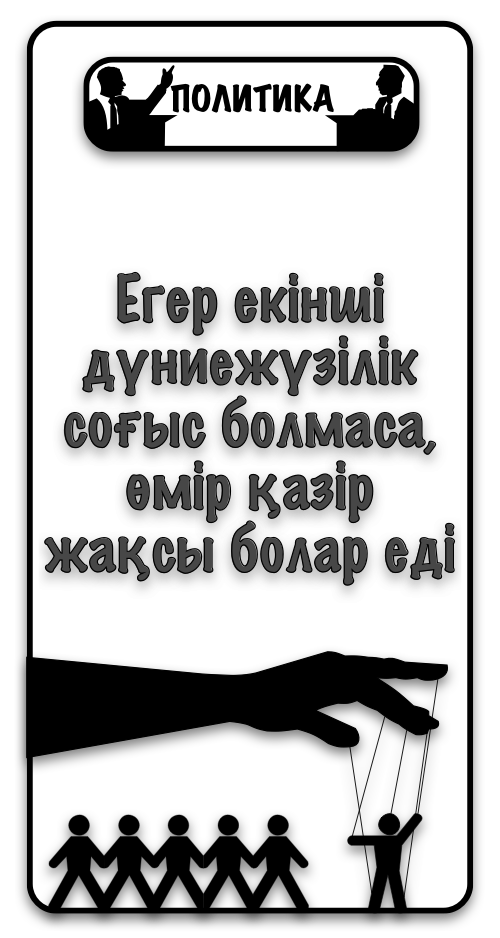 ПОЛИТИКА
Егер екінші
дүниежүзілік
соғыс болмаса,
өмір қазір
жақсы болар еді